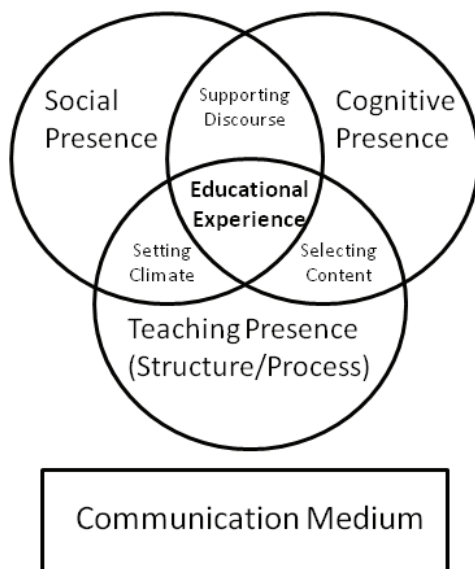 Social
Presence
Supporting
Discourse
Cognitive
Presence
Educational
Experience
Setting
Climate
Selecting
Content
Teaching Presence
(Structure/Process)
Communication Medium